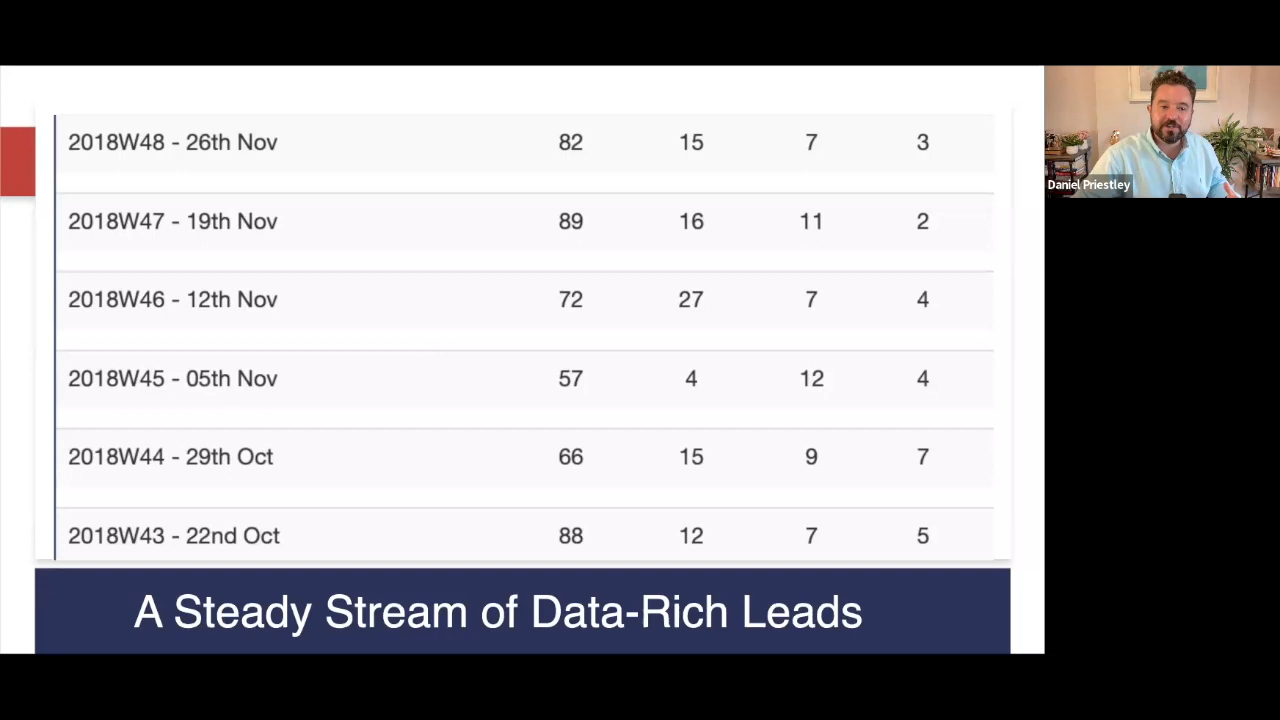 2018W48 - 26th Nov 82 15 7 3
2018W47 - 19th Nov 89 16 11 2
2018W46 - 12th Nov 72 27 7 4
2018W45 - 05th Nov 57 4 12 4
2018W44 - 29th Oct 66 15 9 7
2018W43 - 22nd Oct 88 12 7 5
A Steady Stream of Data-Rich Leads
Daniel Priestley